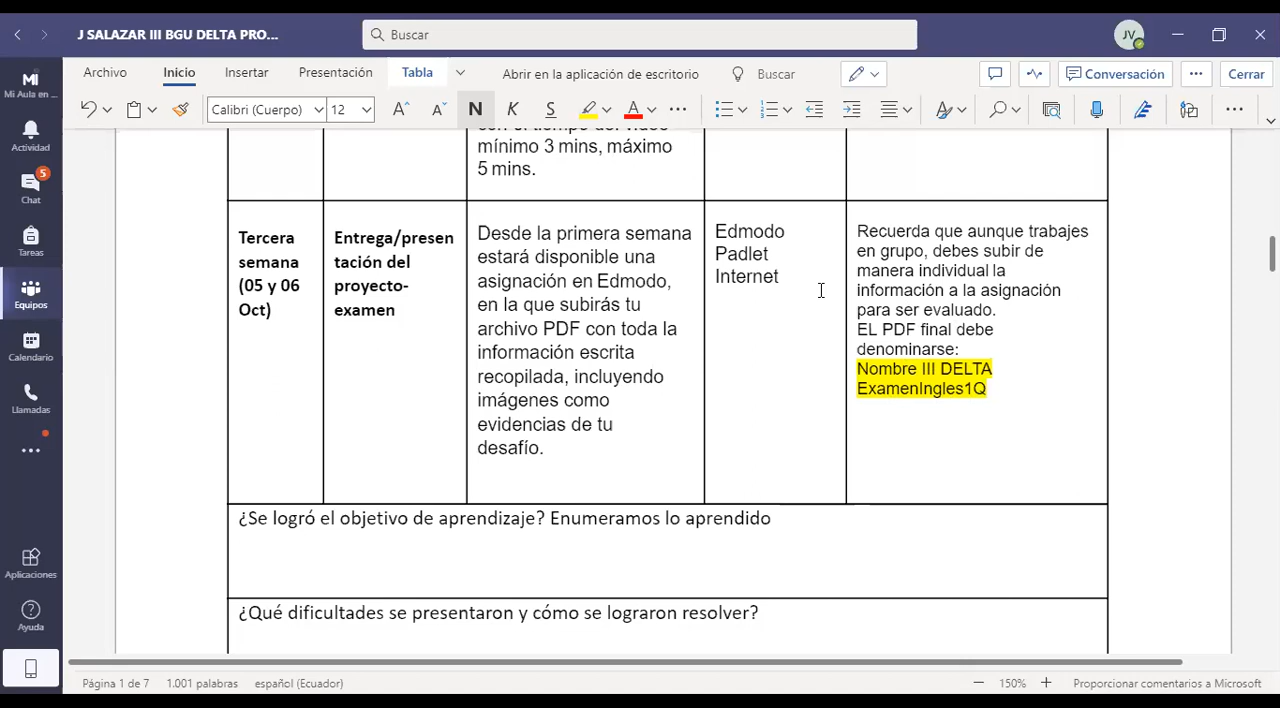 J SALAZAR III BGU DELTA PRO...
Buscar
JV
MI
Mi Aula en ...
Actividad
5
Chat
Tareas
Equipos
Calendario
Llamadas
Aplicaciones
Ayuda
Archivo
Inicio
Insertar
Presentación
Tabla
Abrir en la aplicación de escritorio
Buscar
Conversación
Cerrar
Calibri (Cuerpo)
12
A
A
N
K
S
A
mínimo 3 mins, máximo
5 mins.
Tercera
semana
(05 y 06
Oct)
Entrega/presen
tación del
proyecto-
examen
Desde la primera semana
estará disponible una
asignación en Edmodo,
en la que subirás tu
archivo PDF con toda la
información escrita
recopilada, incluyendo
imágenes como
evidencias de tu
desafío.
Edmodo
Padlet
Internet
Recuerda que aunque trabajes
en grupo, debes subir de
manera individual la
información a la asignación
para ser evaluado.
EL PDF final debe
denominarse:
Nombre III DELTA
ExamenIngles1Q
¿Se logró el objetivo de aprendizaje? Enumeramos lo aprendido
¿Qué dificultades se presentaron y cómo se lograron resolver?
Página 1 de 7
1.001 palabras
español (Ecuador)
150%
Proporcionar comentarios a Microsoft